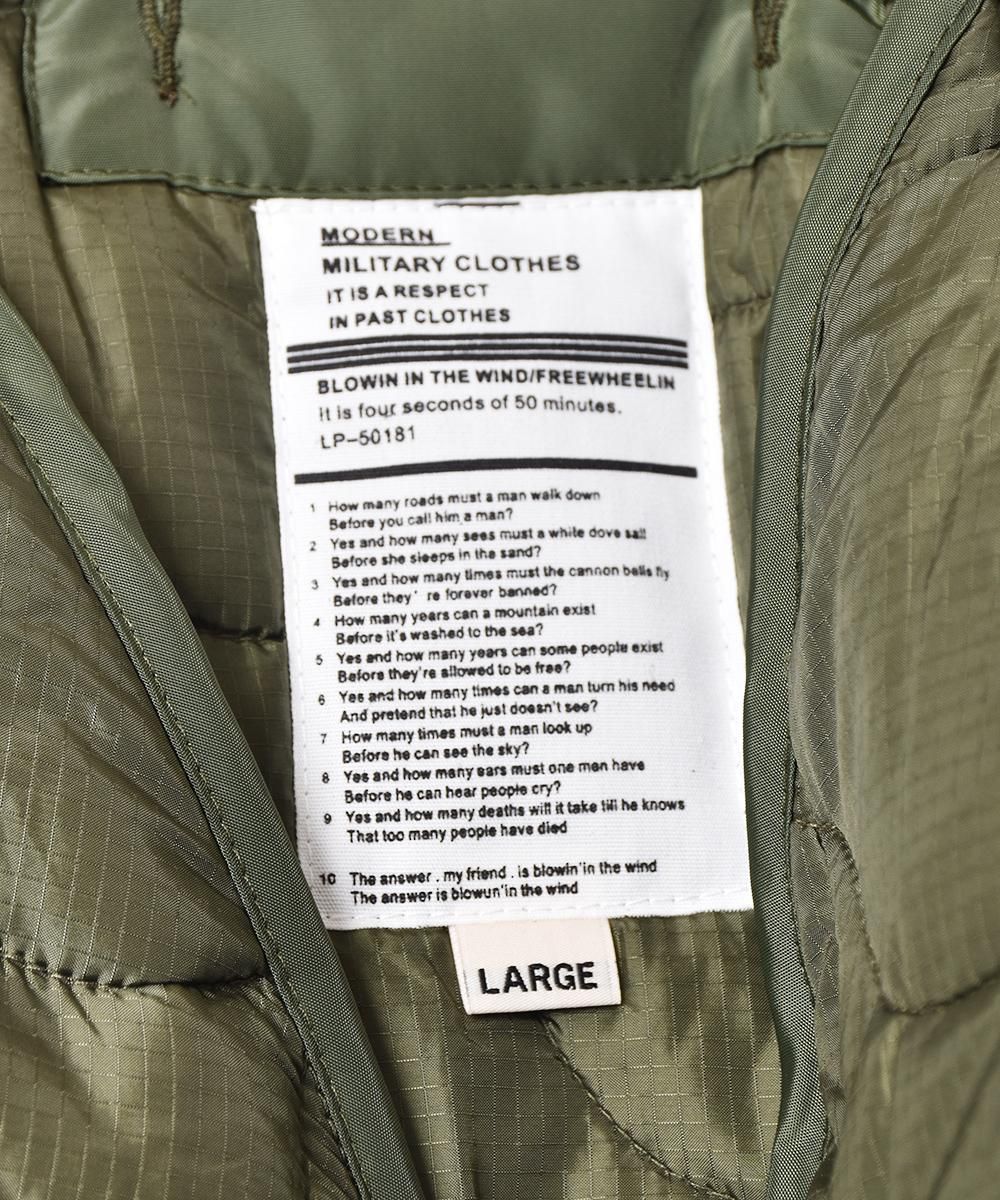 MODERN
MILITARY CLOTHES
IT IS A RESPECT
IN PAST CLOTHES
BLOWIN IN THE WIND/FREEWHEELIN
It is four seconds of 50 minutes.
LP-50181
1 How many roads must a man walk down
Before you call him a man?
2 Yes and how many sees must a white dove sail
Before she sleeps in the sand?
3 Yes and how many times must the cannon balls fly
Before they' re forever banned?
4 How many years can a mountain exist
Before it's washed to the sea?
5 Yes and how many years can some people exist
Before they're allowed to be free?
6 Yes and how many times can a man turn his need
And pretend that he just doesn't see?
7 How many times must a man look up
Before he can see the sky?
8 Yes and how many ears must one man have
Before he can hear people cry?
9 Yes and how many deaths will it take till he knows
That too many people have died
10 The answer . my friend . is blowin'in the wind
The answer is blowun'in the wind
LARGE